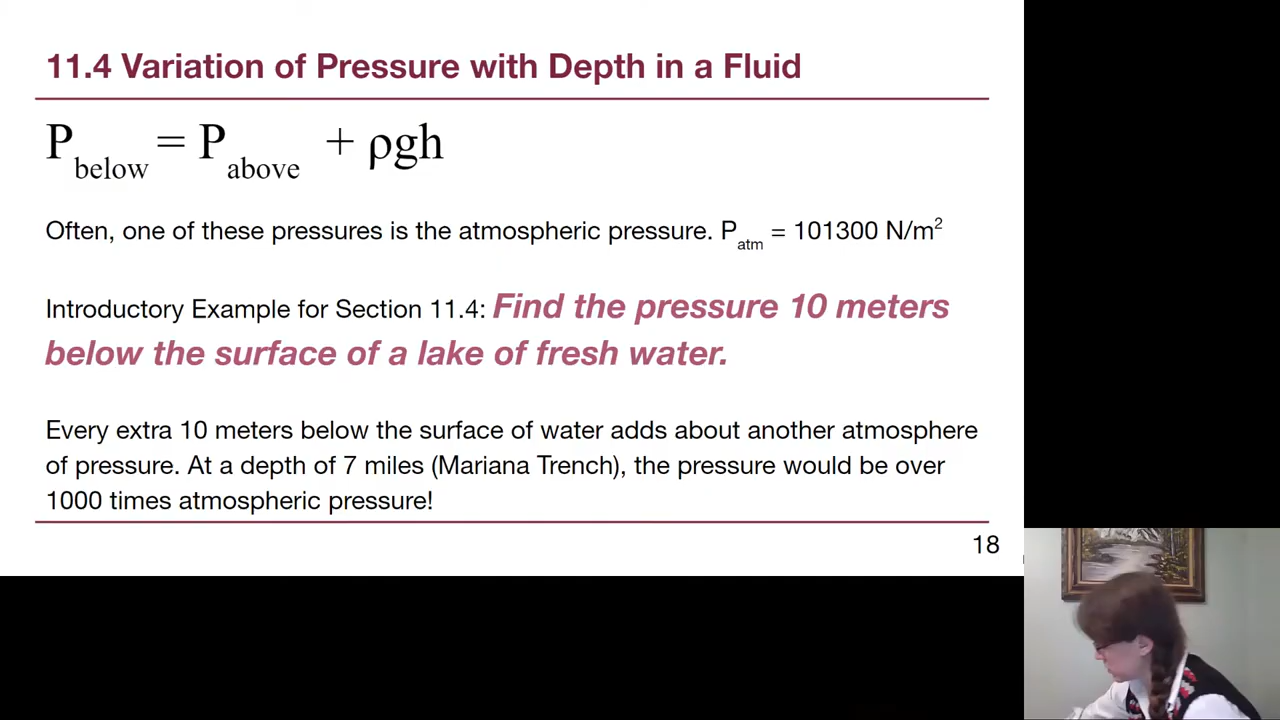 11.4 Variation of Pressure with Depth in a Fluid
P below = P above + ρgh
Often, one of these pressures is the atmospheric pressure. P atm = 101300 N/m²
Introductory Example for Section 11.4: Find the pressure 10 meters
below the surface of a lake of fresh water.
Every extra 10 meters below the surface of water adds about another atmosphere
of pressure. At a depth of 7 miles (Mariana Trench), the pressure would be over
1000 times atmospheric pressure!
18